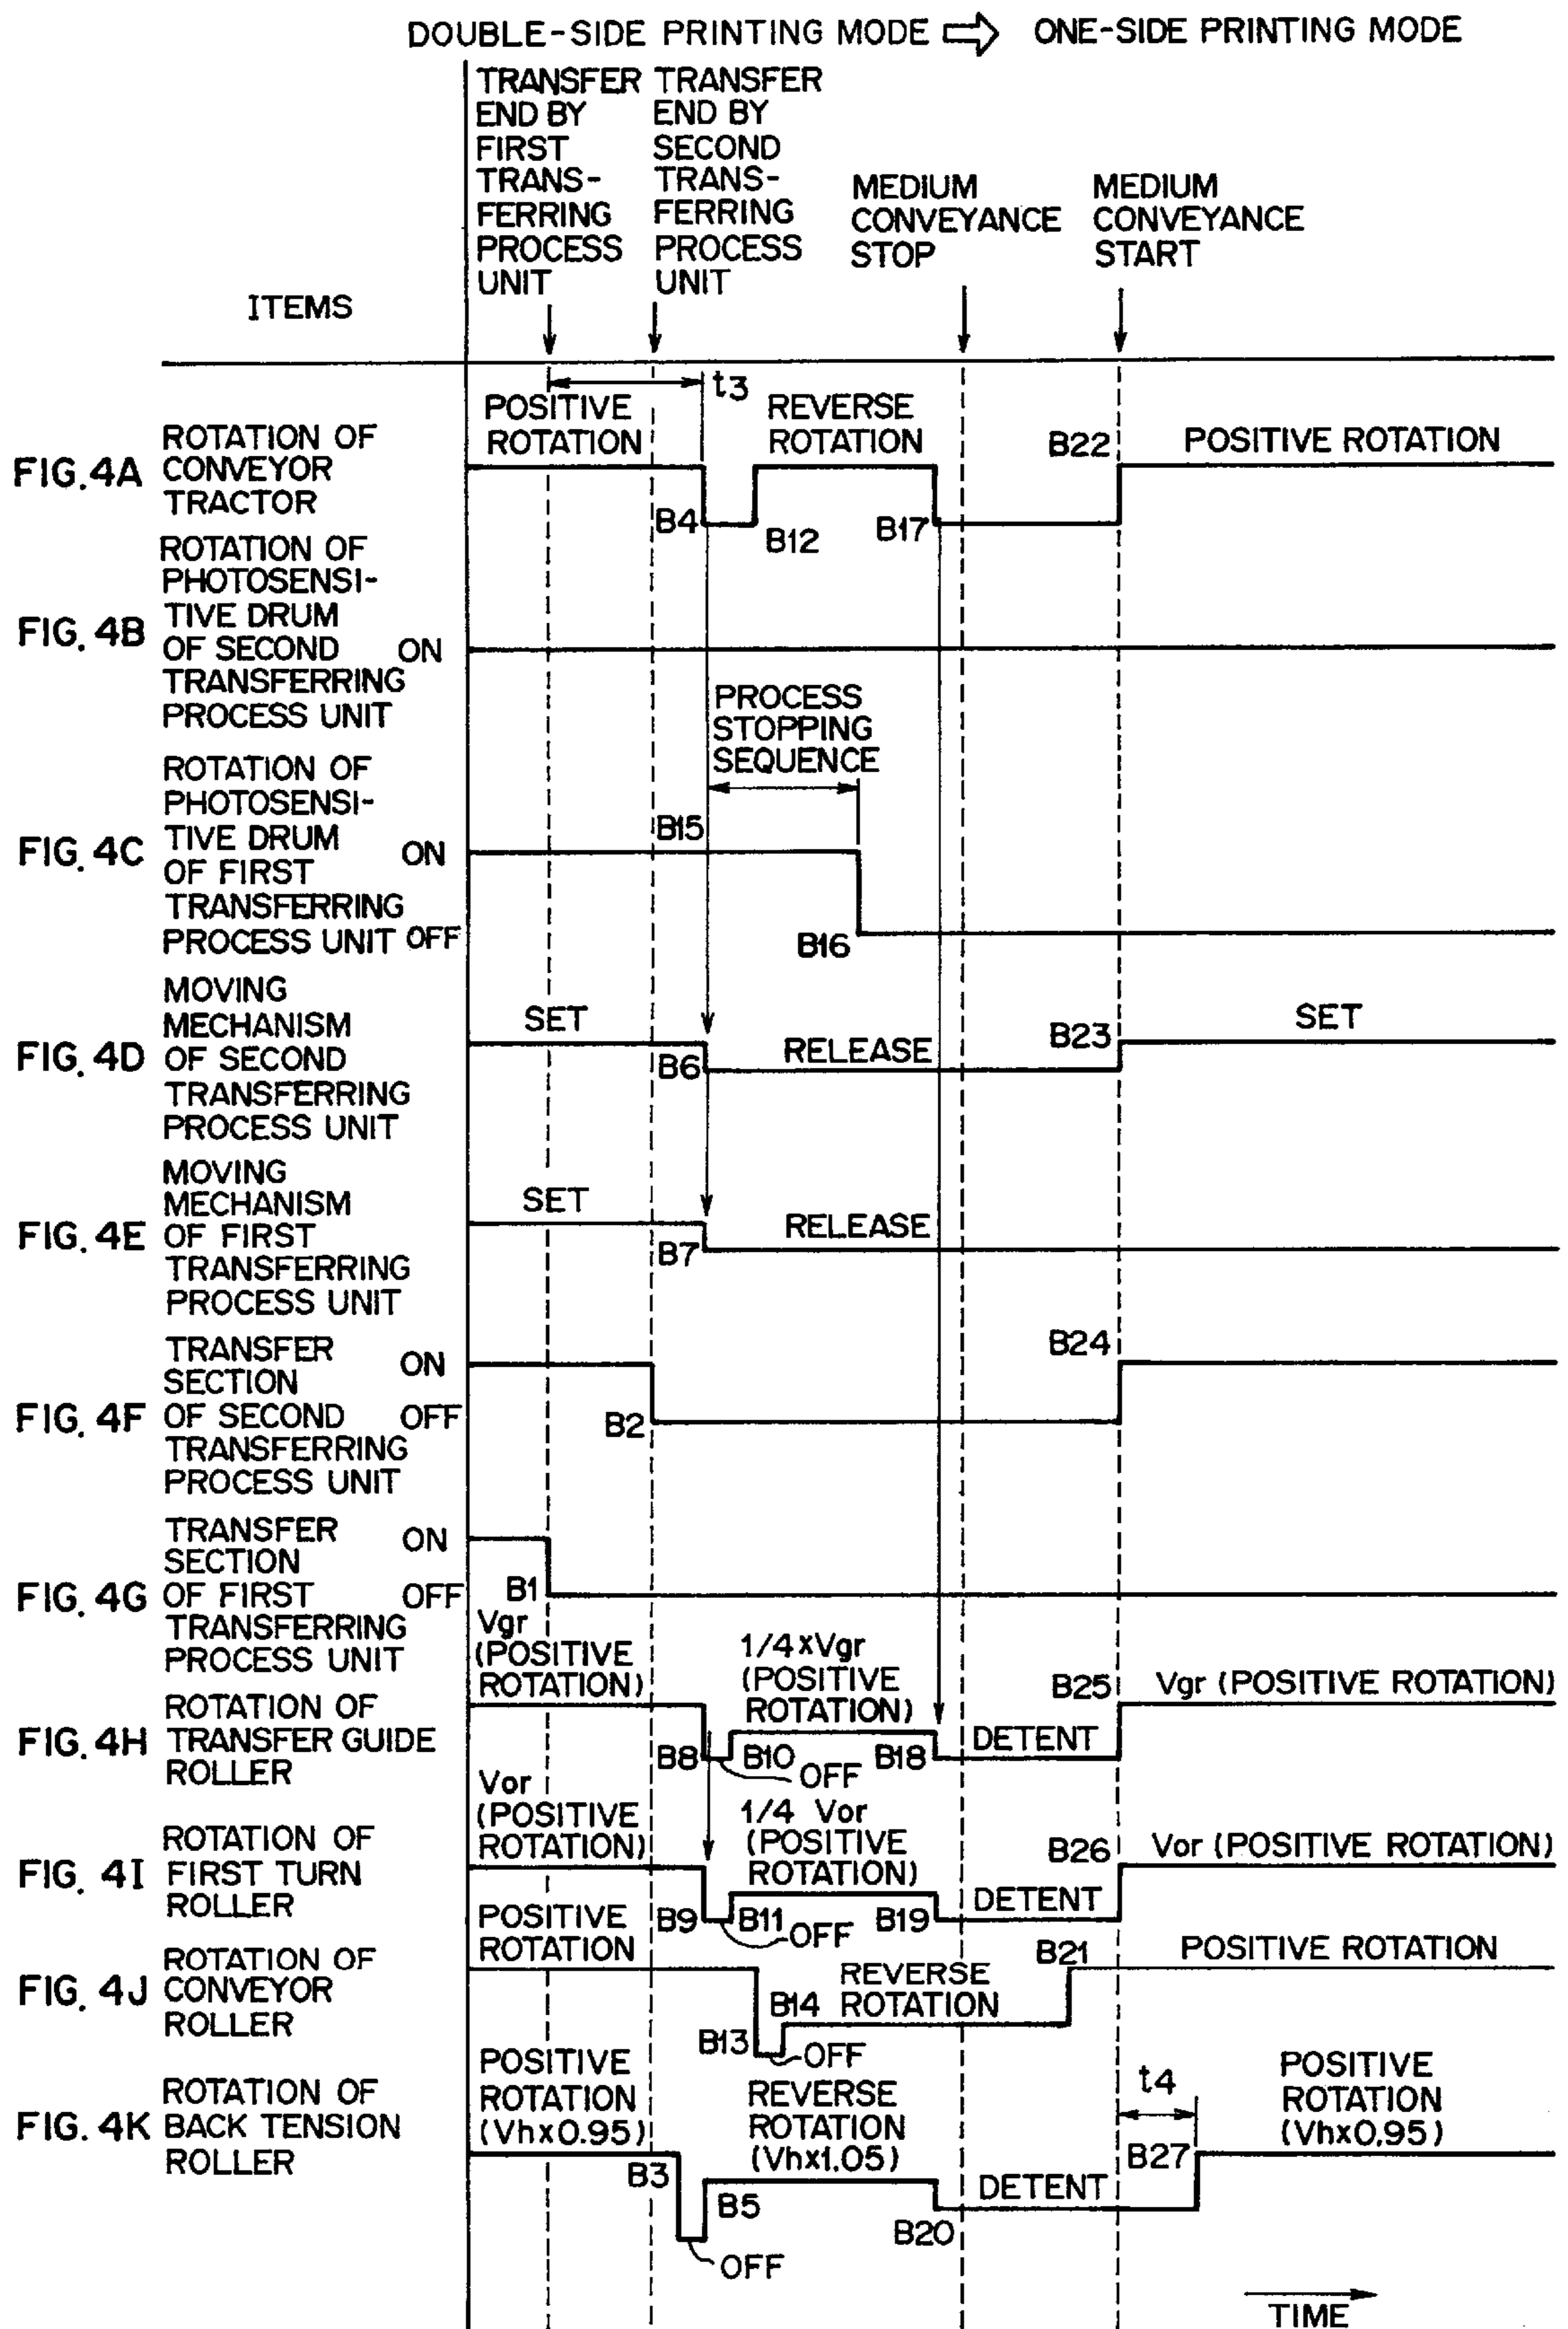 DOUBLE-SIDE PRINTING MODE ⇨ ONE-SIDE PRINTING MODE
TRANSFER END BY FIRST TRANS-FERRING PROCESS UNIT
TRANSFER END BY SECOND TRANS-FERRING PROCESS UNIT
MEDIUM CONVEYANCE STOP
MEDIUM CONVEYANCE START
ITEMS
t3
FIG. 4A
ROTATION OF
CONVEYOR
TRACTOR
POSITIVE
ROTATION
REVERSE
ROTATION
B22
POSITIVE ROTATION
B4
B12
B17
FIG. 4B
ROTATION OF
PHOTOSENSI-
TIVE DRUM
OF SECOND
TRANSFERRING
PROCESS UNIT
ON
PROCESS
STOPPING
SEQUENCE
FIG. 4C
ROTATION OF
PHOTOSENSI-
TIVE DRUM
OF FIRST
TRANSFERRING
PROCESS UNIT
ON
OFF
B15
B16
FIG. 4D
MOVING
MECHANISM
OF SECOND
TRANSFERRING
PROCESS UNIT
SET
B6
RELEASE
B23
SET
FIG. 4E
MOVING
MECHANISM
OF FIRST
TRANSFERRING
PROCESS UNIT
SET
B7
RELEASE
FIG. 4F
TRANSFER
SECTION
OF SECOND
TRANSFERRING
PROCESS UNIT
ON
OFF
B2
B24
FIG. 4G
TRANSFER
SECTION
OF FIRST
TRANSFERRING
PROCESS UNIT
ON
OFF
B1
FIG. 4H
ROTATION OF
TRANSFER GUIDE
ROLLER
Vgr
(POSITIVE
ROTATION)
1/4xVgr
(POSITIVE
ROTATION)
B8
B10
OFF
B18
DETENT
B25
Vgr (POSITIVE ROTATION)
FIG. 4I
ROTATION OF
FIRST TURN
ROLLER
Vor
(POSITIVE
ROTATION)
1/4 Vor
(POSITIVE
ROTATION)
B9
B11
OFF
B19
DETENT
B26
Vor (POSITIVE ROTATION)
FIG. 4J
ROTATION OF
CONVEYOR
ROLLER
POSITIVE
ROTATION
B13
OFF
B14
REVERSE
ROTATION
B21
POSITIVE ROTATION
FIG. 4K
ROTATION OF
BACK TENSION
ROLLER
POSITIVE
ROTATION
(Vhx0.95)
B3
OFF
B5
REVERSE
ROTATION
(Vhx1.05)
B20
DETENT
t4
B27
POSITIVE
ROTATION
(Vhx0.95)
TIME